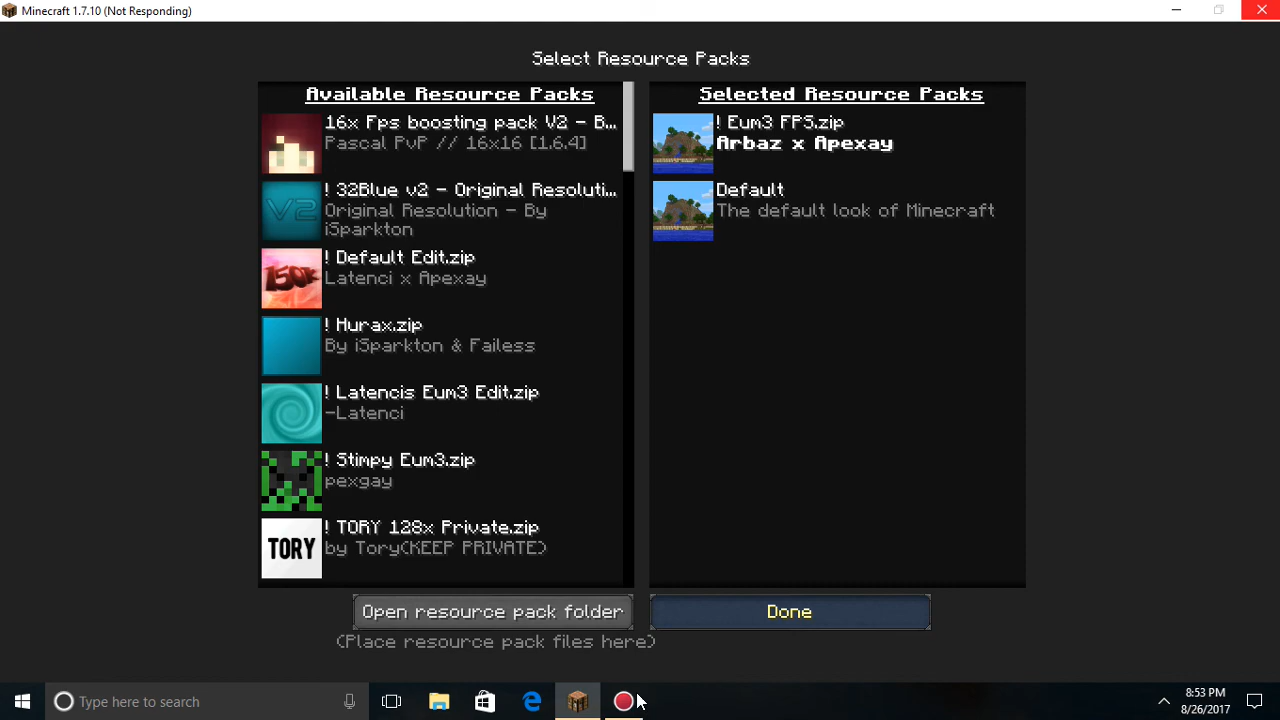 Minecraft 1.7.10 (Not Responding)
Select Resource Packs
Available Resource Packs
16x Fps boosting pack V2 - B...
Pascal PvP // 16x16 [1.6.4]
V2
! 32Blue v2 - Original Resoluti...
Original Resolution - By
iSparkton
150K
! Default Edit.zip
Latenci x Apexay
! Hurax.zip
By iSparkton & Failess
! Latencis Eum3 Edit.zip
-Latenci
! Stimpy Eum3.zip
pexgay
TORY
! TORY 128x Private.zip
by Tory(KEEP PRIVATE)
Selected Resource Packs
! Eum3 FPS.zip
Arbaz x Apexay
Default
The default look of Minecraft
Open resource pack folder
Done
(Place resource pack files here)
Type here to search
8:53 PM
8/26/2017